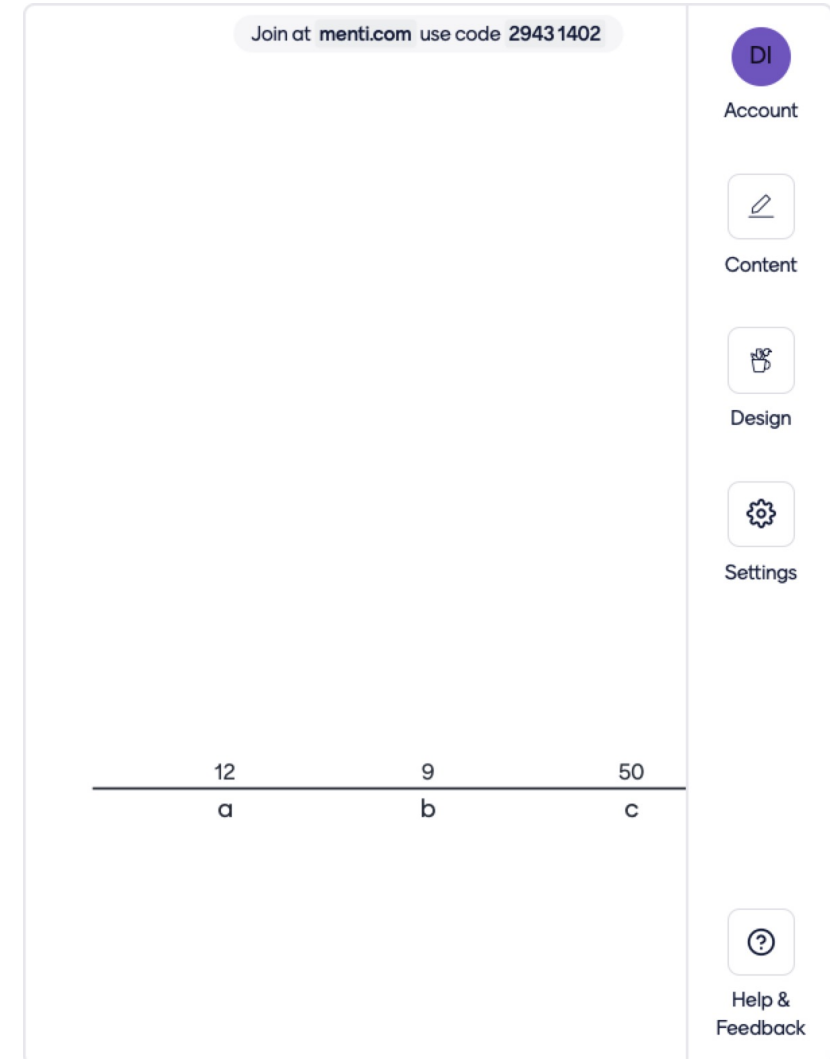 Join at menti.com use code 2943 1402
DI
Account
Content
Design
Settings
12 9 50
a b c
Help &
Feedback